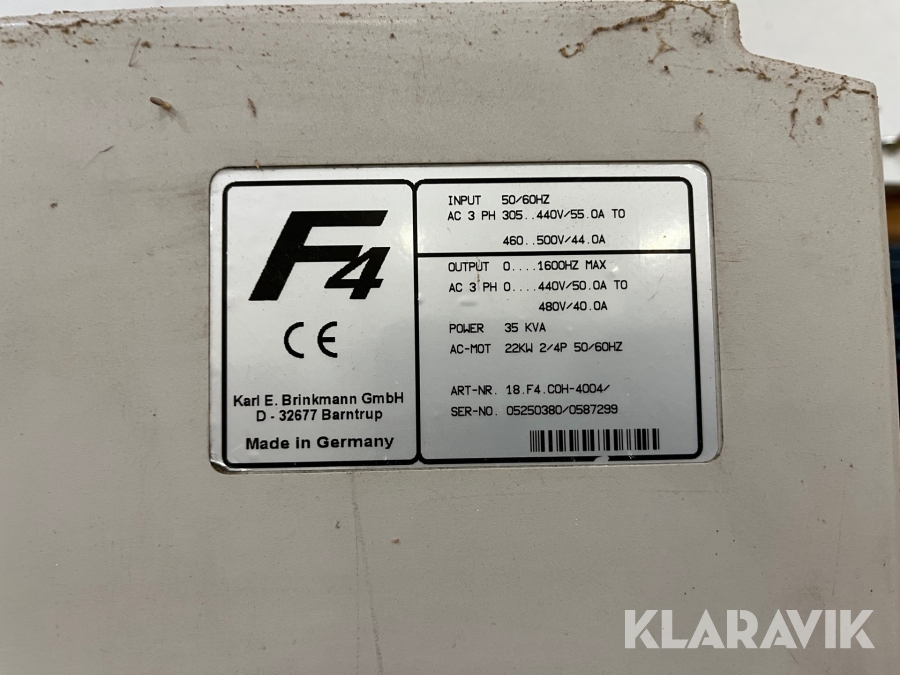 F4
CE
Karl E. Brinkmann GmbH
D - 32677 Barntrup
Made in Germany
INPUT 50/60HZ
AC 3 PH 305..440V/55.0A TO
460..500V/44.0A
OUTPUT 0....1600HZ MAX
AC 3 PH 0....440V/50.0A TO
480V/40.0A
POWER 35 KVA
AC-MOT 22KW 2/4P 50/60HZ
ART-NR. 18.F4.C0H-4004/
SER-NO. 05250380/0587299
KLARAVIK